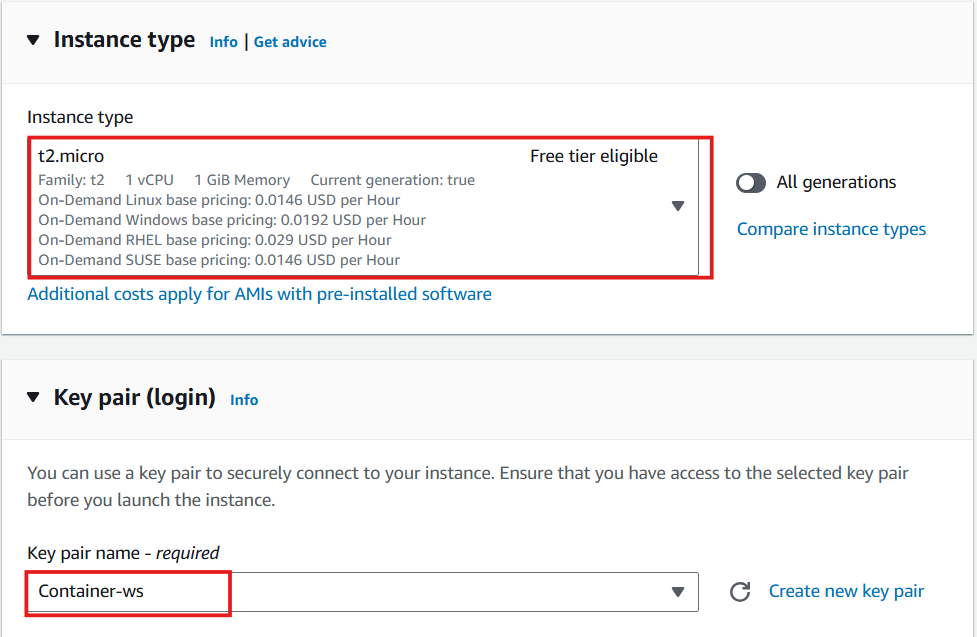 Instance type Info | Get advice
Instance type
t2.micro Free tier eligible
Family: t2 1 vCPU 1 GiB Memory Current generation: true
On-Demand Linux base pricing: 0.0146 USD per Hour
On-Demand Windows base pricing: 0.0192 USD per Hour
On-Demand RHEL base pricing: 0.029 USD per Hour
On-Demand SUSE base pricing: 0.0146 USD per Hour
All generations
Compare instance types
Additional costs apply for AMIs with pre-installed software
Key pair (login) Info
You can use a key pair to securely connect to your instance. Ensure that you have access to the selected key pair
before you launch the instance.
Key pair name - required
Container-ws
Create new key pair